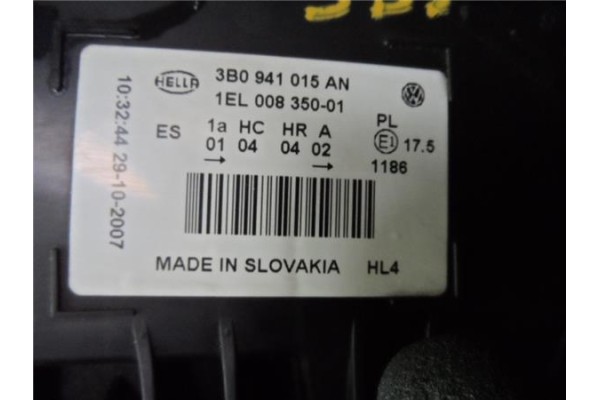 HELLA
3B0 941 015 AN
1EL 008 350-01
ES
1a HC HR A
01 04 04 02
PL
E1 17.5
1186
10:32:44 29-10-2007
MADE IN SLOVAKIA HL4